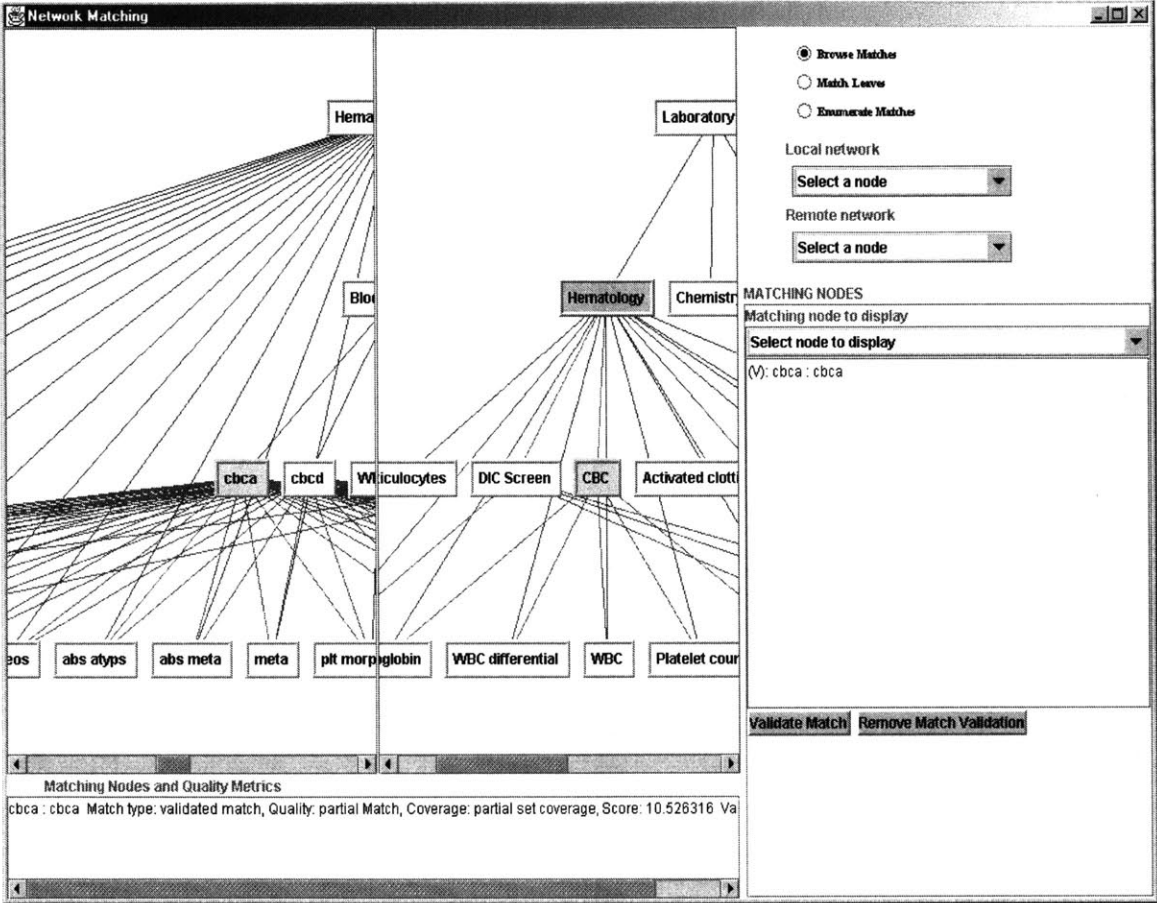 Network Matching
Hema
Bloo
cbca
cbcd
W
eos
abs atyps
abs meta
meta
plt morp
Laboratory
Hematology
Chemistr
iculocytes
DIC Screen
CBC
Activated clotti
globin
WBC differential
WBC
Platelet cour
Browse Matches
Match Leaves
Enumerate Matches
Local network
Select a node
Remote network
Select a node
MATCHING NODES
Matching node to display
Select node to display
(V): cbca : cbca
Validate Match
Remove Match Validation
Matching Nodes and Quality Metrics
cbca : cbca Match type: validated match, Quality: partial Match, Coverage: partial set coverage, Score: 10.526316 Va